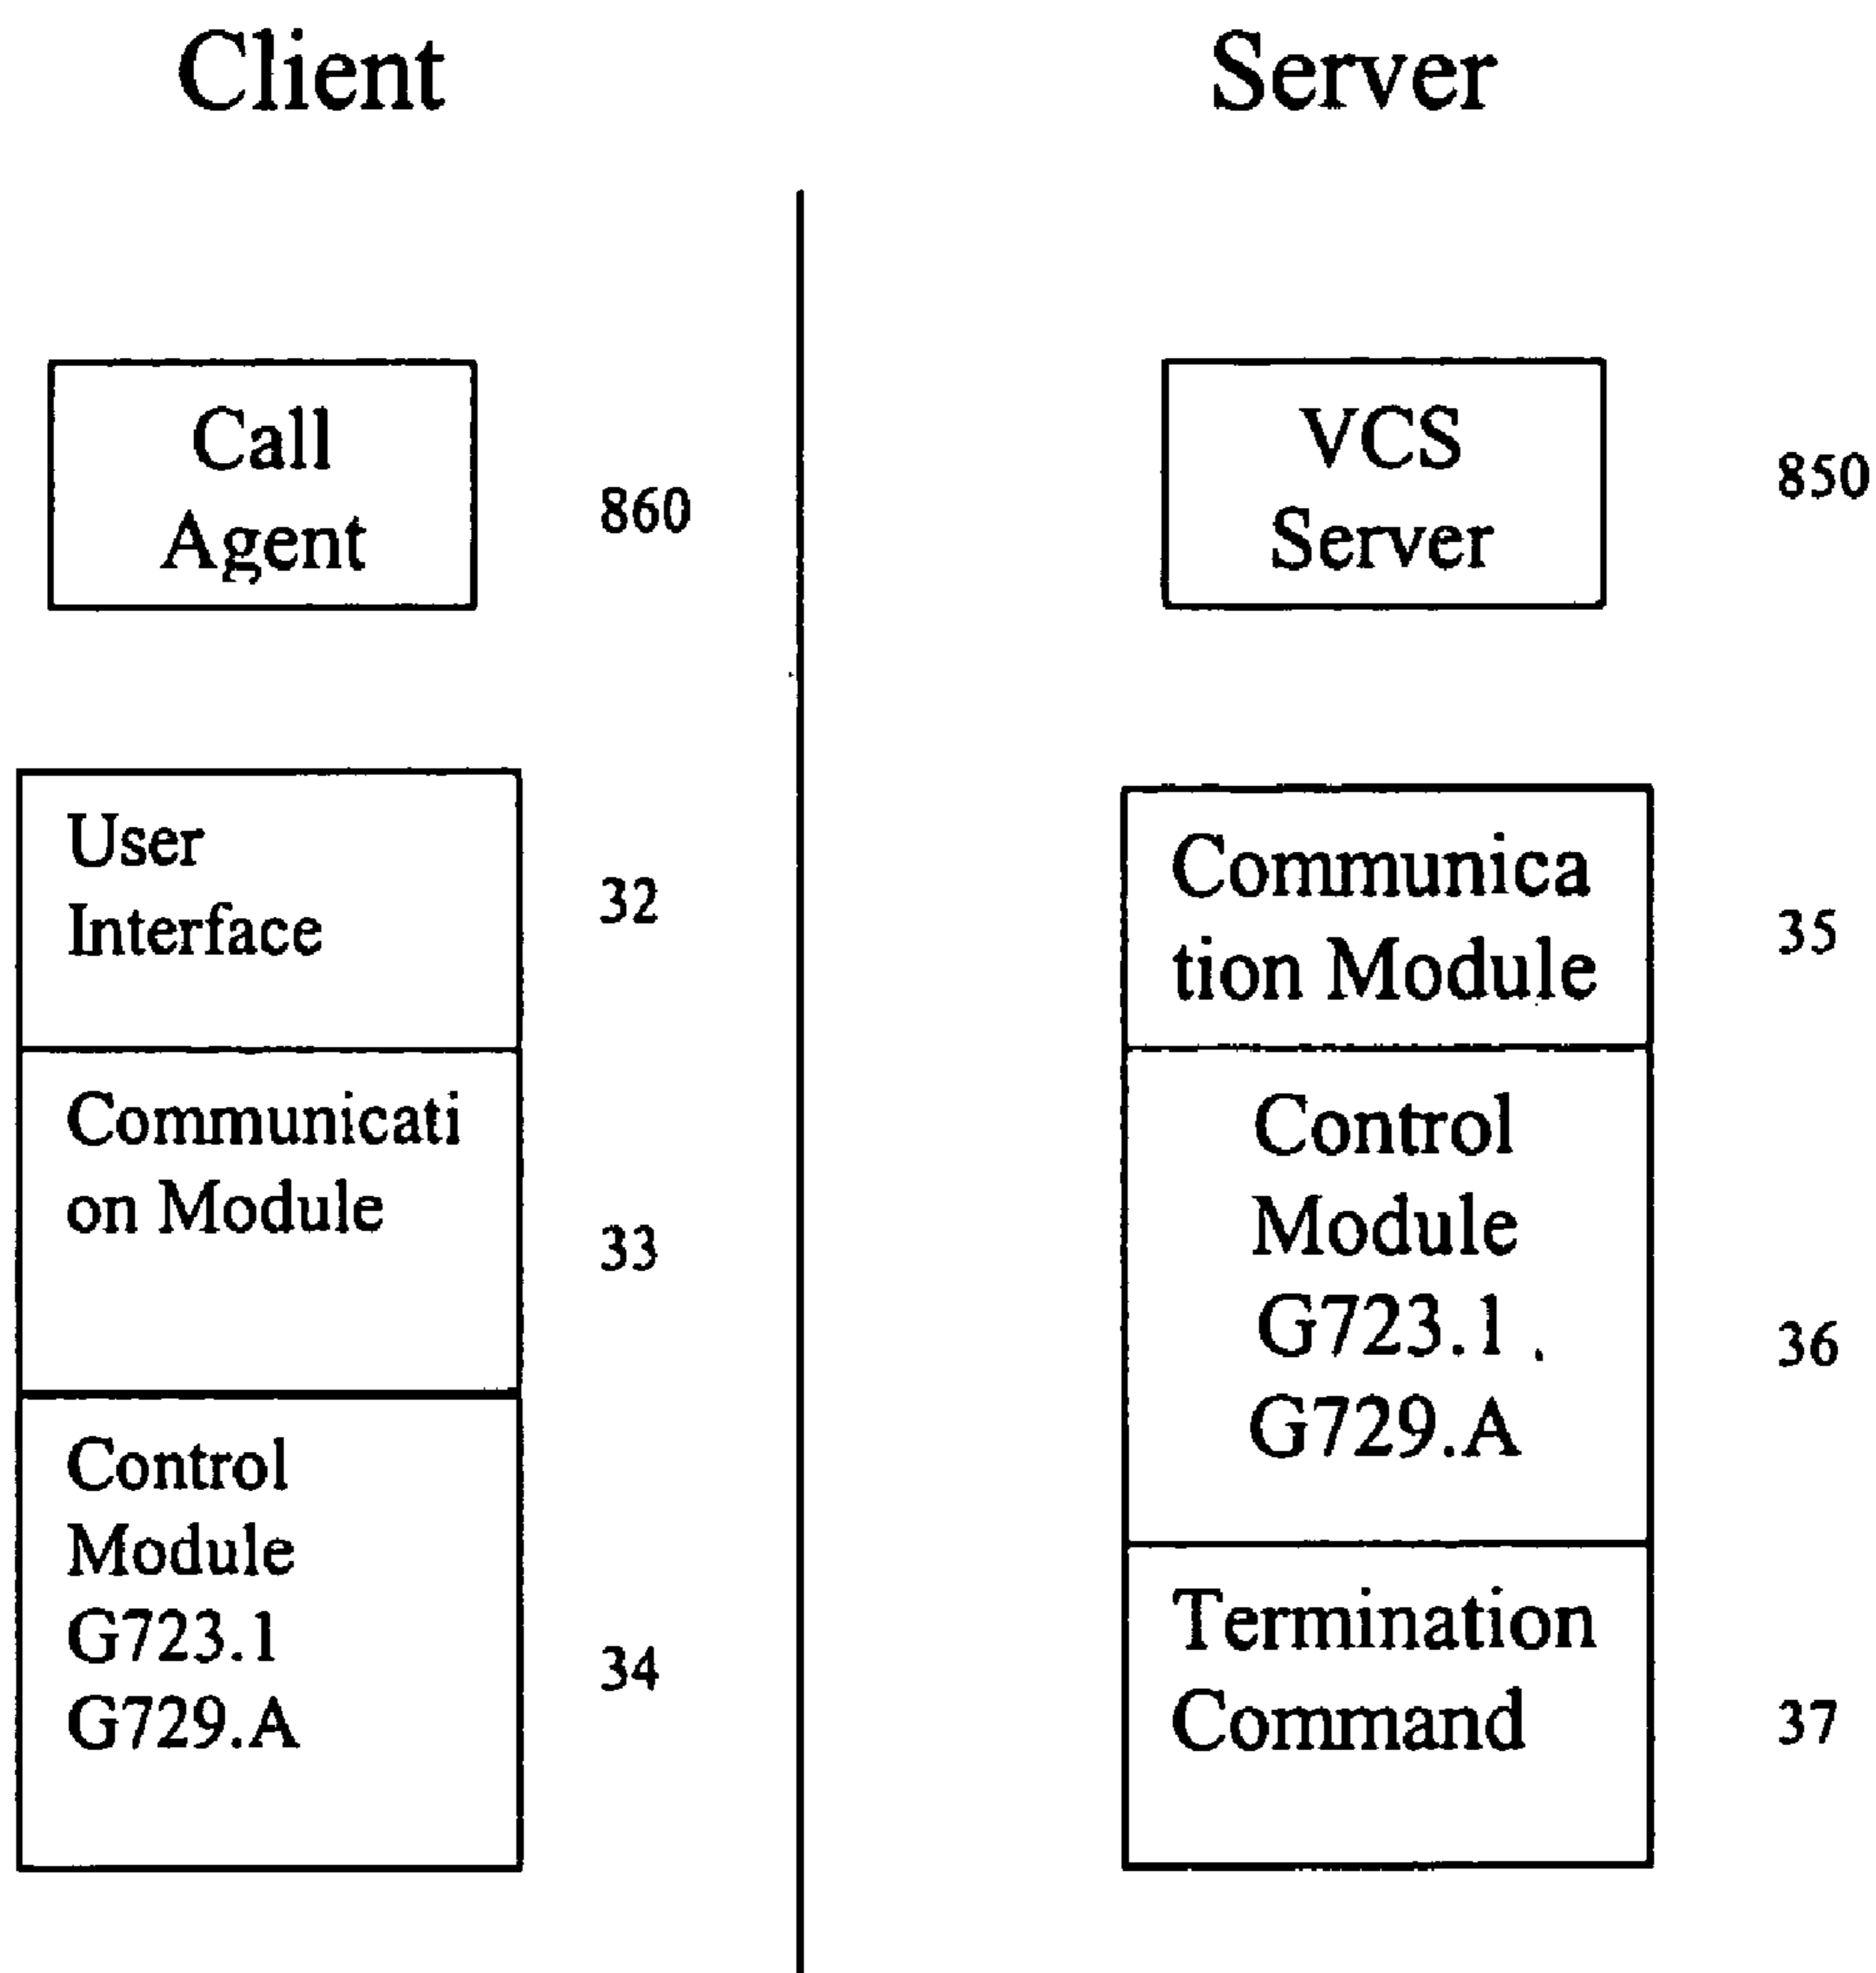 Client
Server
Call
Agent
860
VCS
Server
850
User
Interface
32
Communicati
on Module
33
Control
Module
G723.1
G729.A
34
Communica
tion Module
35
Control
Module
G723.1
G729.A
36
Termination
Command
37